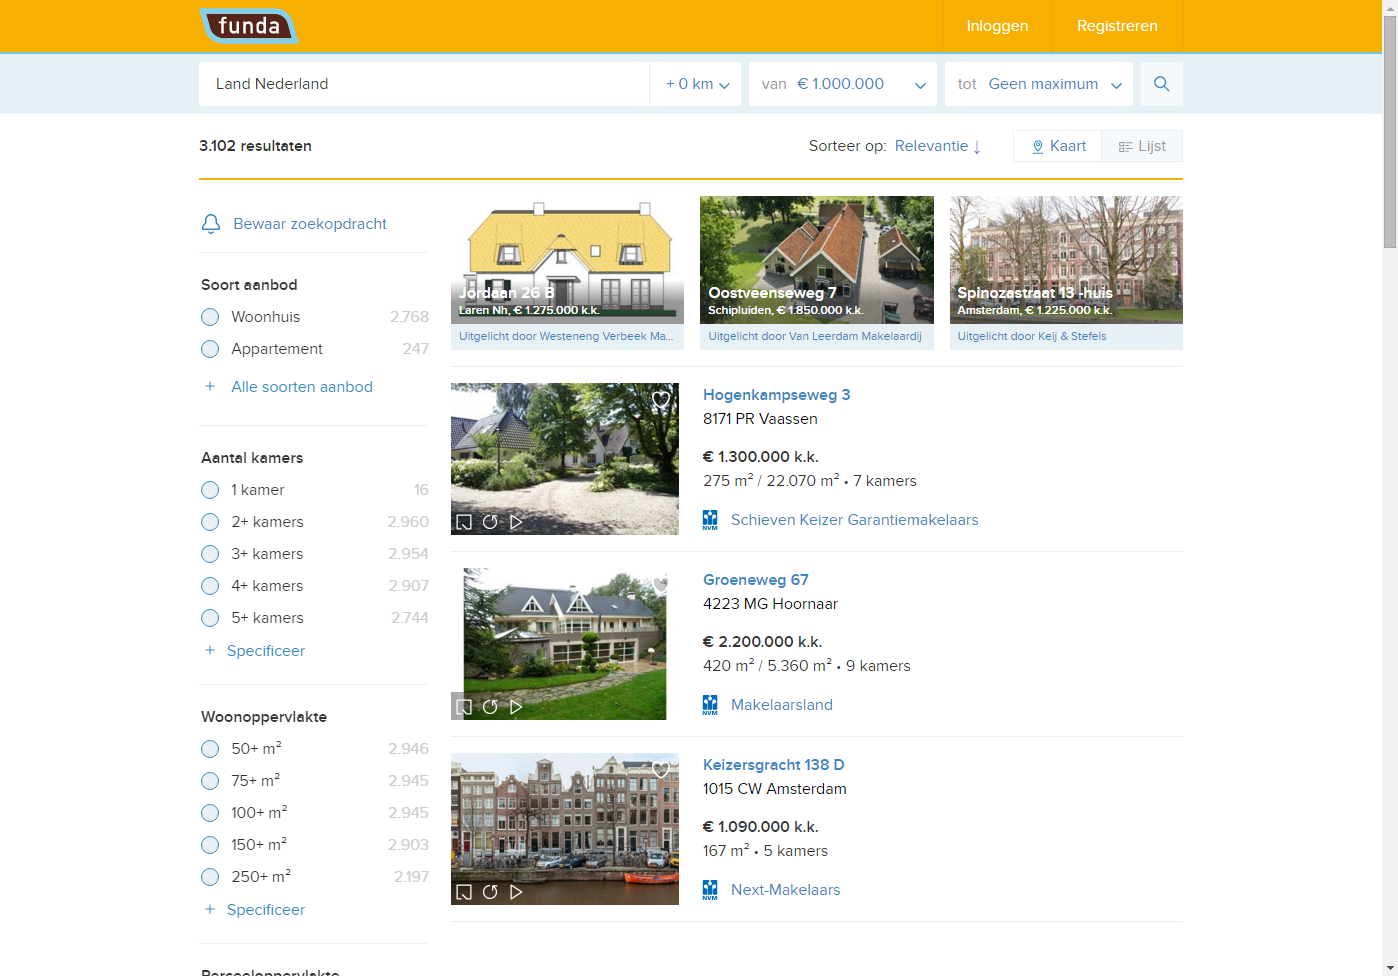 funda
Inloggen
Registreren
Land Nederland
+ 0 km
van € 1.000.000
tot Geen maximum
3.102 resultaten
Sorteer op: Relevantie ↓
Kaart
Lijst
Bewaar zoekopdracht
Soort aanbod
Woonhuis 2.768
Appartement 247
+ Alle soorten aanbod
Aantal kamers
1 kamer 16
2+ kamers 2.960
3+ kamers 2.954
4+ kamers 2.907
5+ kamers 2.744
+ Specificeer
Woonoppervlakte
50+ m² 2.946
75+ m² 2.945
100+ m² 2.945
150+ m² 2.903
250+ m² 2.197
+ Specificeer
Perceeloppervlakte
Jordaan 26 B
Laren Nh, € 1.275.000 k.k.
Uitgelicht door Westeneng Verbeek Ma...
Oostveenseweg 7
Schipluiden, € 1.850.000 k.k.
Uitgelicht door Van Leerdam Makelaardij
Spinozastraat 13 -huis
Amsterdam, € 1.225.000 k.k.
Uitgelicht door Keij & Stefels
Hogenkampseweg 3
8171 PR Vaassen
€ 1.300.000 k.k.
275 m² / 22.070 m² • 7 kamers
NVM Schieven Keizer Garantiemakelaars
Groeneweg 67
4223 MG Hoornaar
€ 2.200.000 k.k.
420 m² / 5.360 m² • 9 kamers
NVM Makelaarsland
Keizersgracht 138 D
1015 CW Amsterdam
€ 1.090.000 k.k.
167 m² • 5 kamers
NVM Next-Makelaars